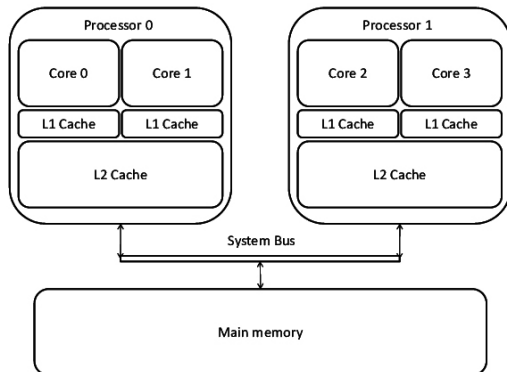 Processor 0
Core 0
Core 1
L1 Cache
L1 Cache
L2 Cache
Processor 1
Core 2
Core 3
L1 Cache
L1 Cache
L2 Cache
System Bus
Main memory